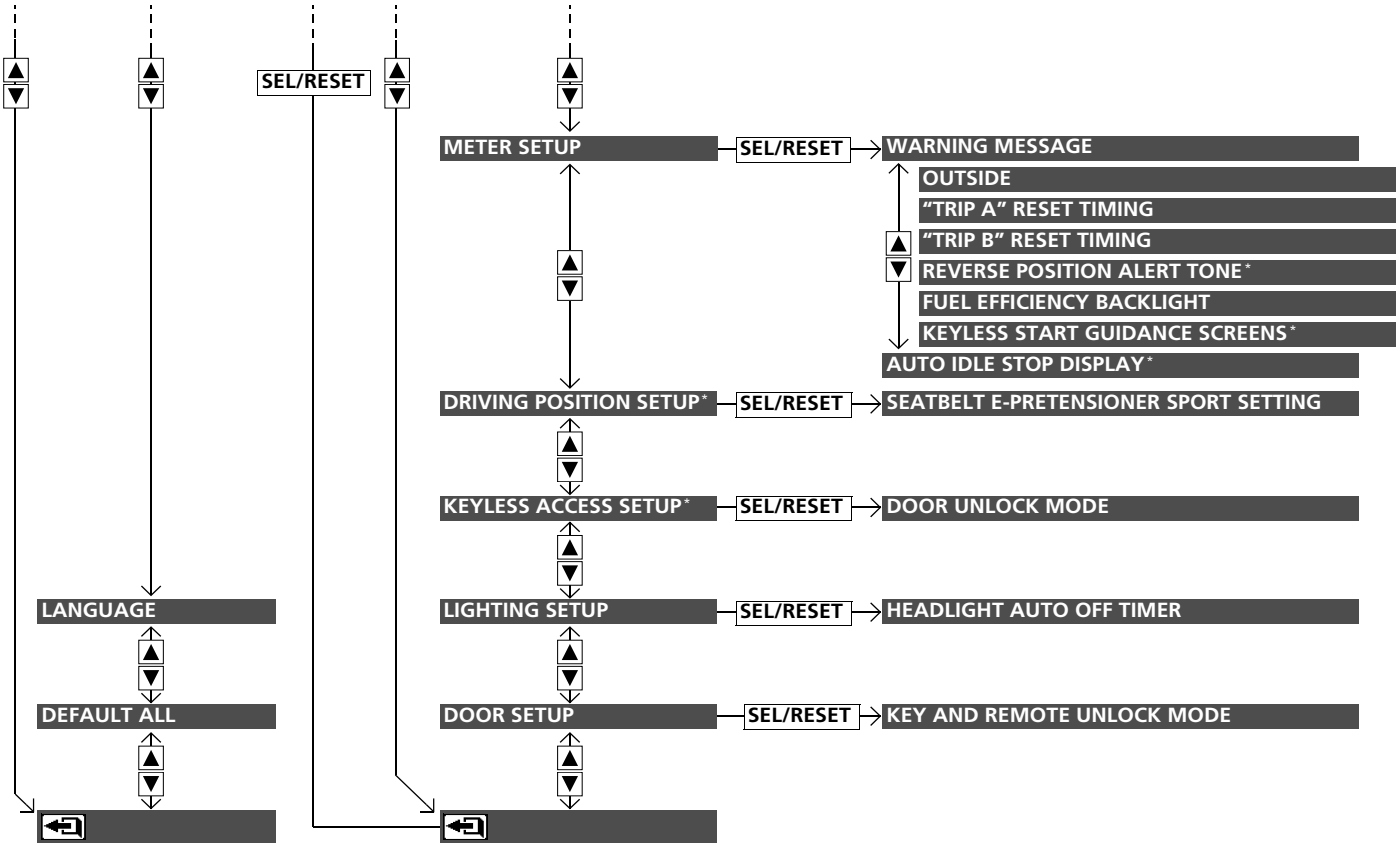 SEL/RESET
METER SETUP SEL/RESET WARNING MESSAGE
OUTSIDE
“TRIP A” RESET TIMING
“TRIP B” RESET TIMING
REVERSE POSITION ALERT TONE*
FUEL EFFICIENCY BACKLIGHT
KEYLESS START GUIDANCE SCREENS*
AUTO IDLE STOP DISPLAY*
DRIVING POSITION SETUP* SEL/RESET SEATBELT E-PRETENSIONER SPORT SETTING
KEYLESS ACCESS SETUP* SEL/RESET DOOR UNLOCK MODE
LANGUAGE LIGHTING SETUP SEL/RESET HEADLIGHT AUTO OFF TIMER
DEFAULT ALL DOOR SETUP SEL/RESET KEY AND REMOTE UNLOCK MODE